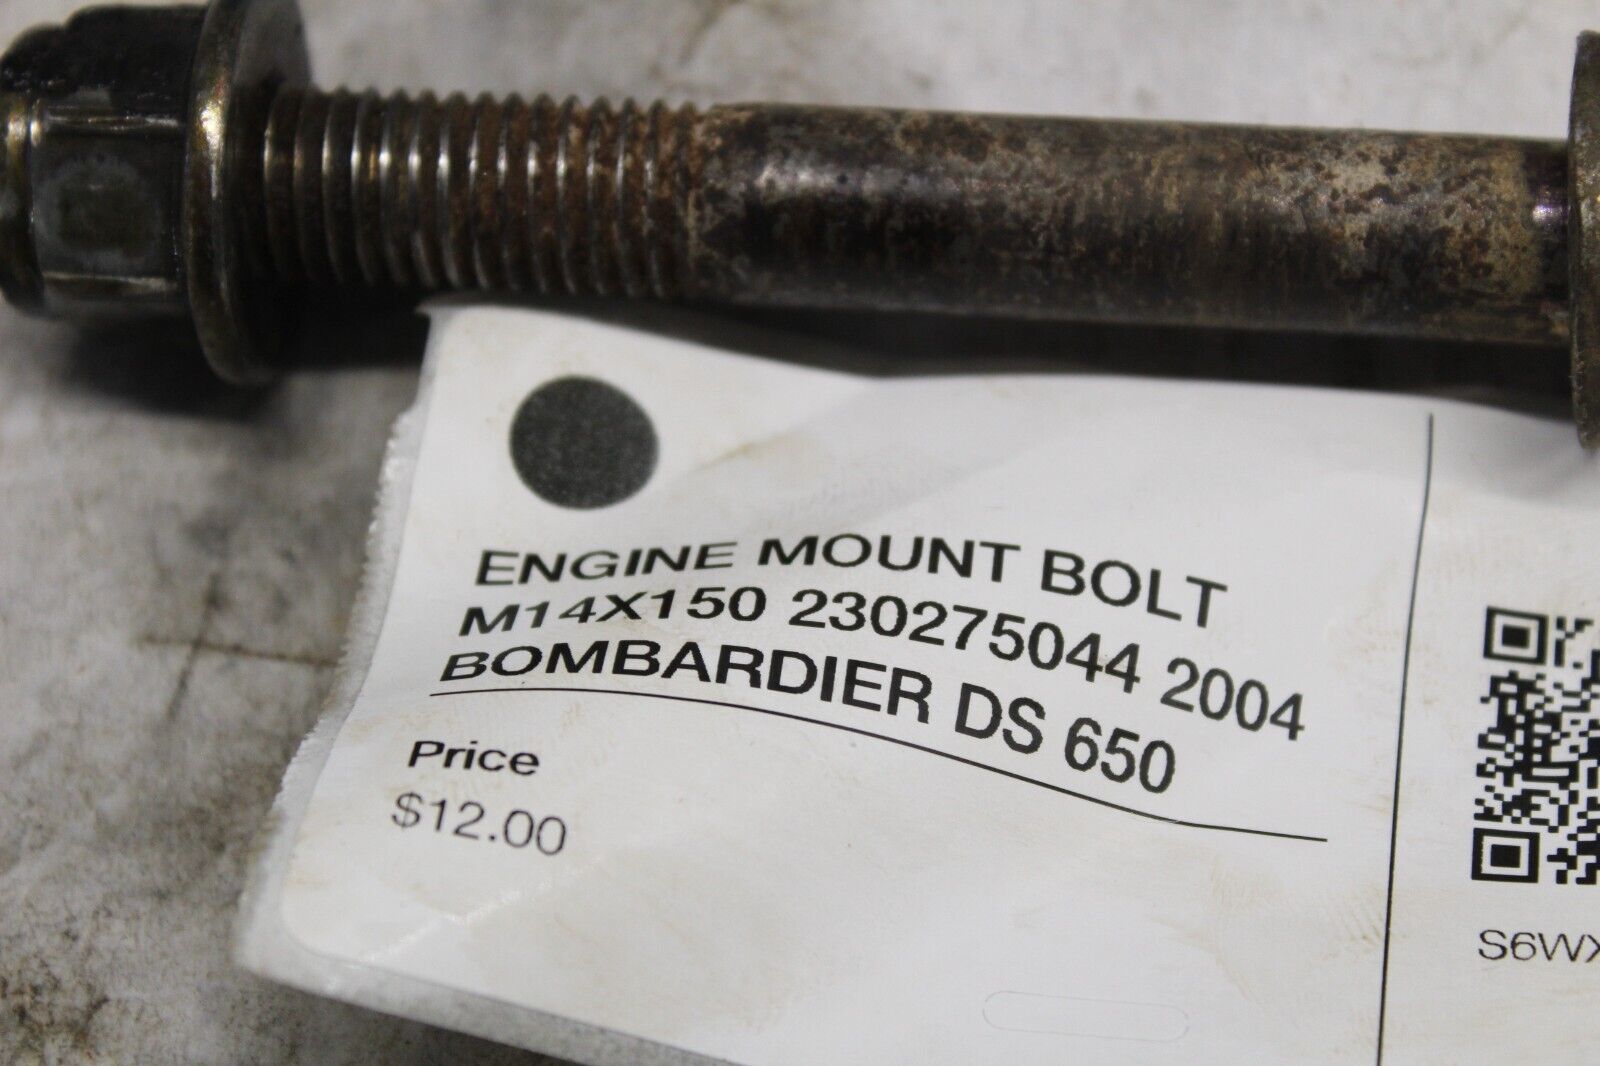 ENGINE MOUNT BOLT
M14X150 230275044 2004
BOMBARDIER DS 650
Price
$12.00
S6WX